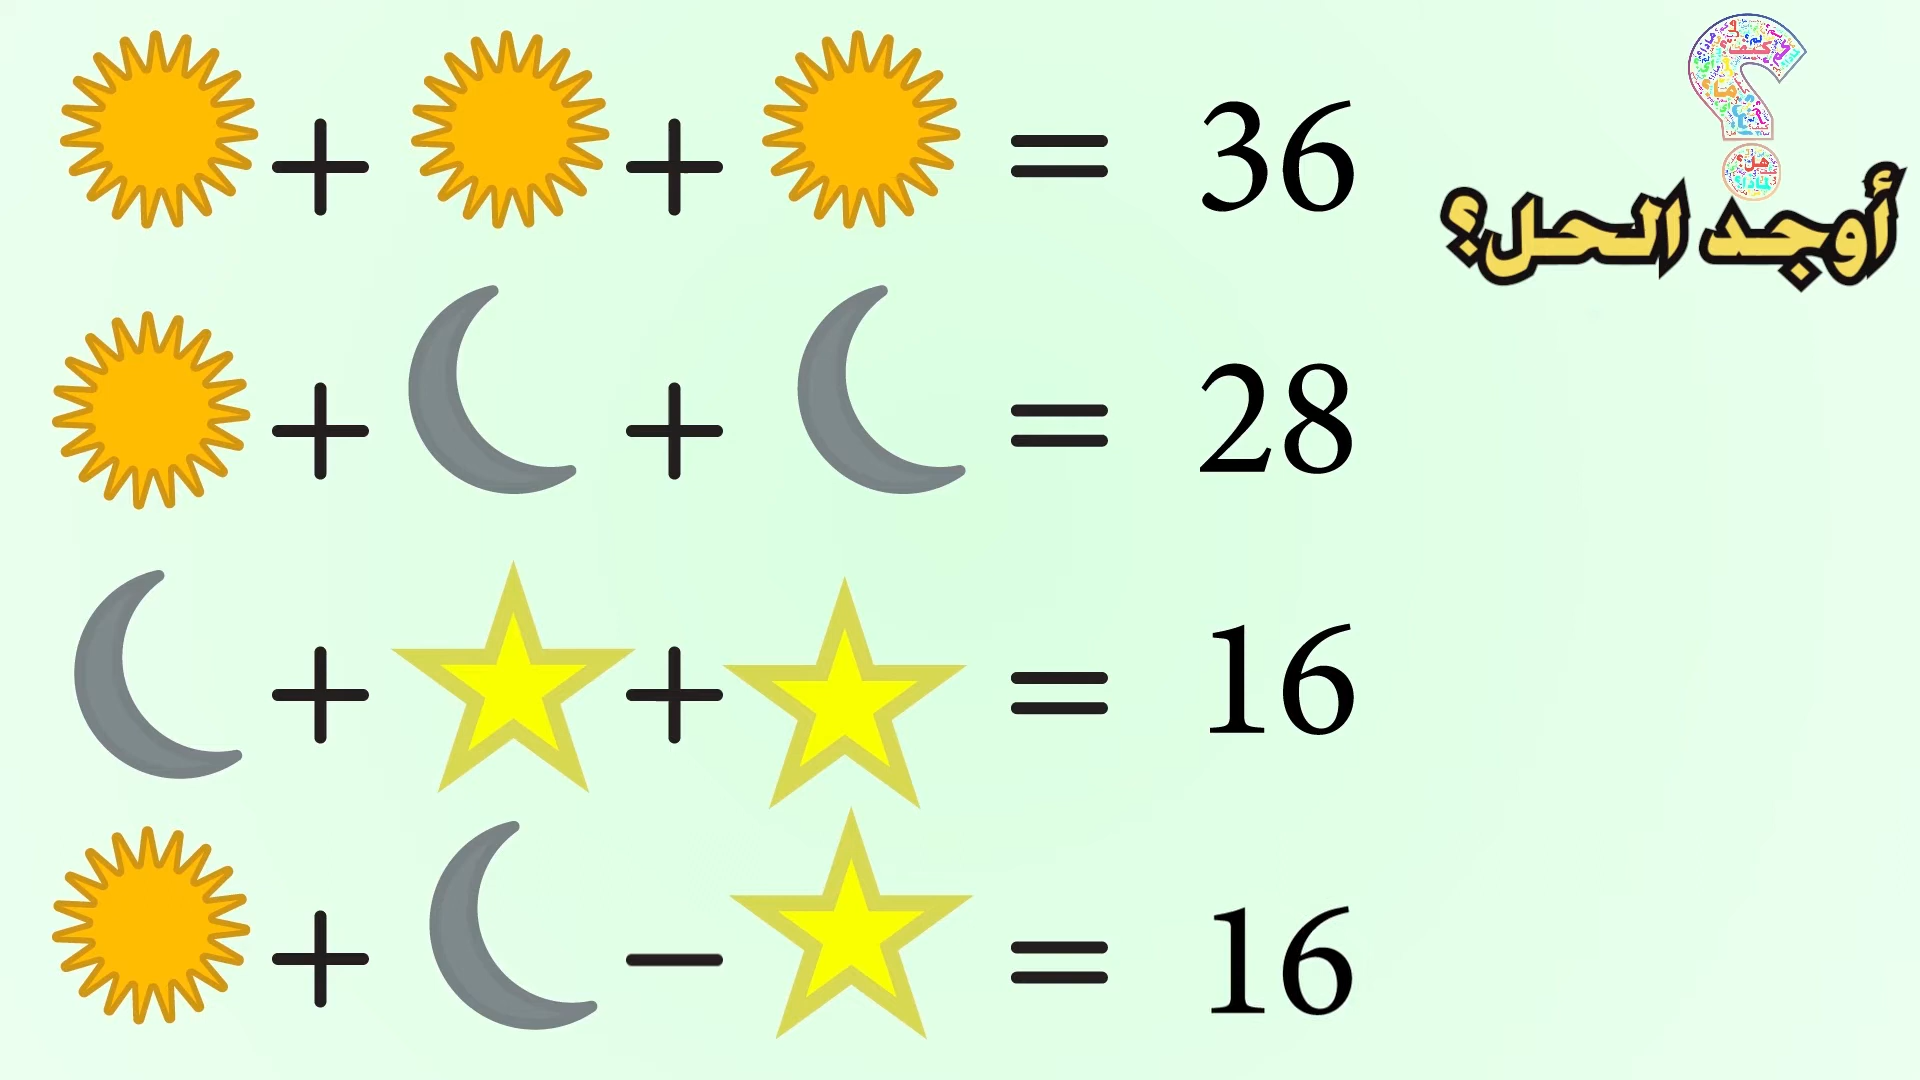 + + = 36
أوجد الحل؟
+ + = 28
+ + = 16
+ − = 16